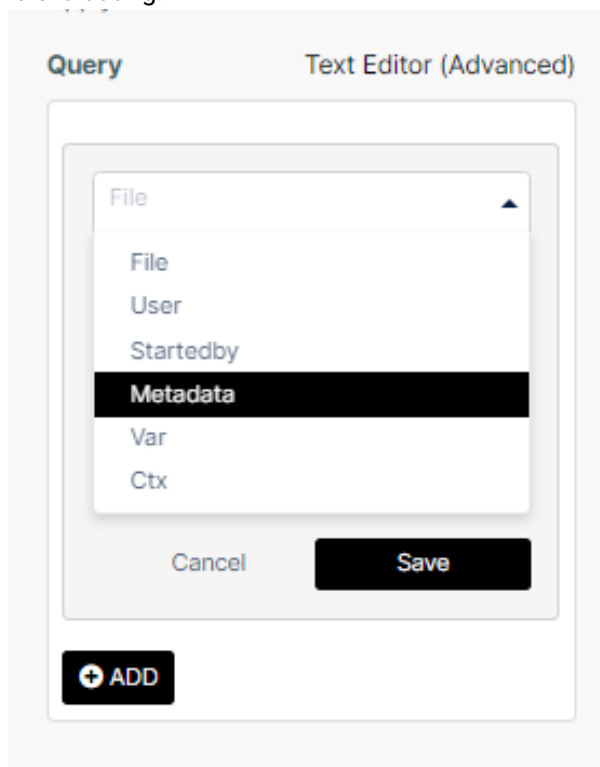 Query Text Editor (Advanced)
File
File
User
Startedby
Metadata
Var
Ctx
Cancel Save
ADD